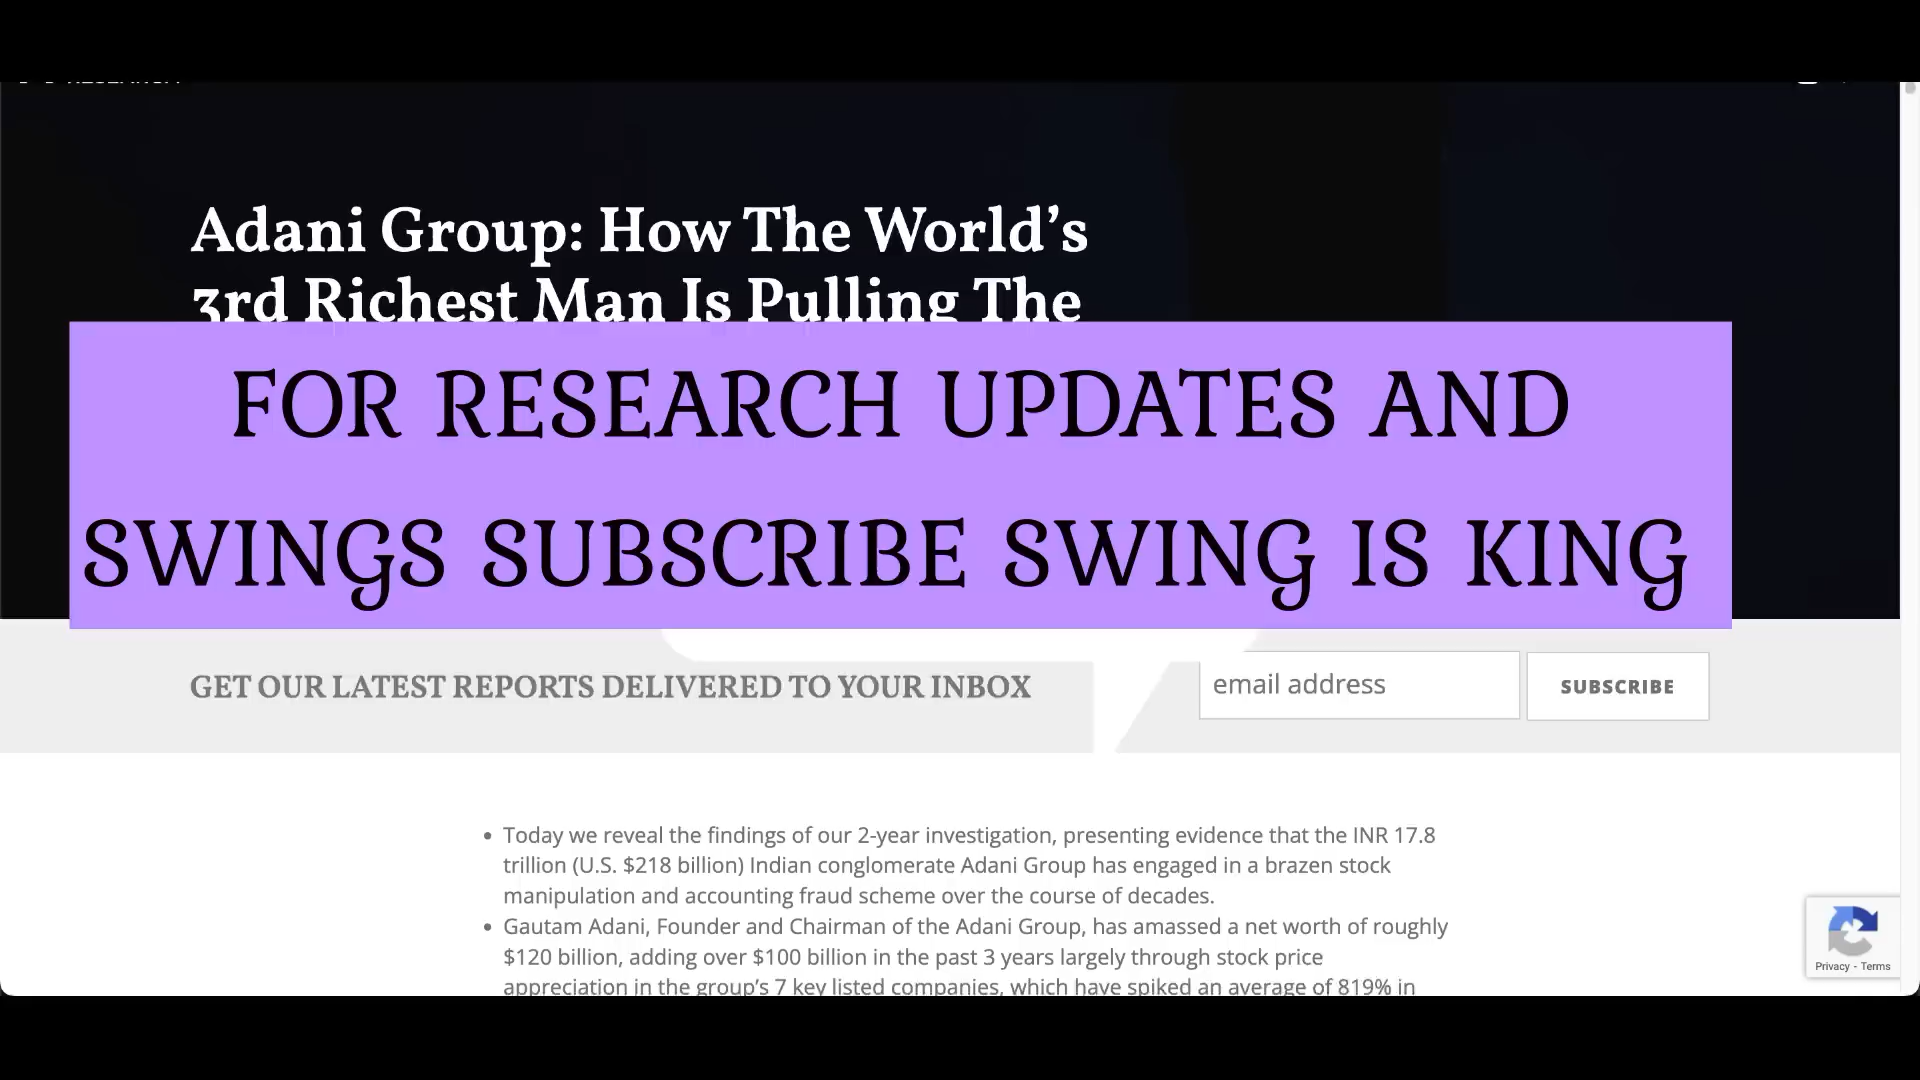 Adani Group: How The World’s
3rd Richest Man Is Pulling The
FOR RESEARCH UPDATES AND
SWINGS SUBSCRIBE SWING IS KING
GET OUR LATEST REPORTS DELIVERED TO YOUR INBOX
email address
SUBSCRIBE
• Today we reveal the findings of our 2-year investigation, presenting evidence that the INR 17.8
trillion (U.S. $218 billion) Indian conglomerate Adani Group has engaged in a brazen stock
manipulation and accounting fraud scheme over the course of decades.
• Gautam Adani, Founder and Chairman of the Adani Group, has amassed a net worth of roughly
$120 billion, adding over $100 billion in the past 3 years largely through stock price
appreciation in the group’s 7 key listed companies, which have spiked an average of 819% in
Privacy - Terms